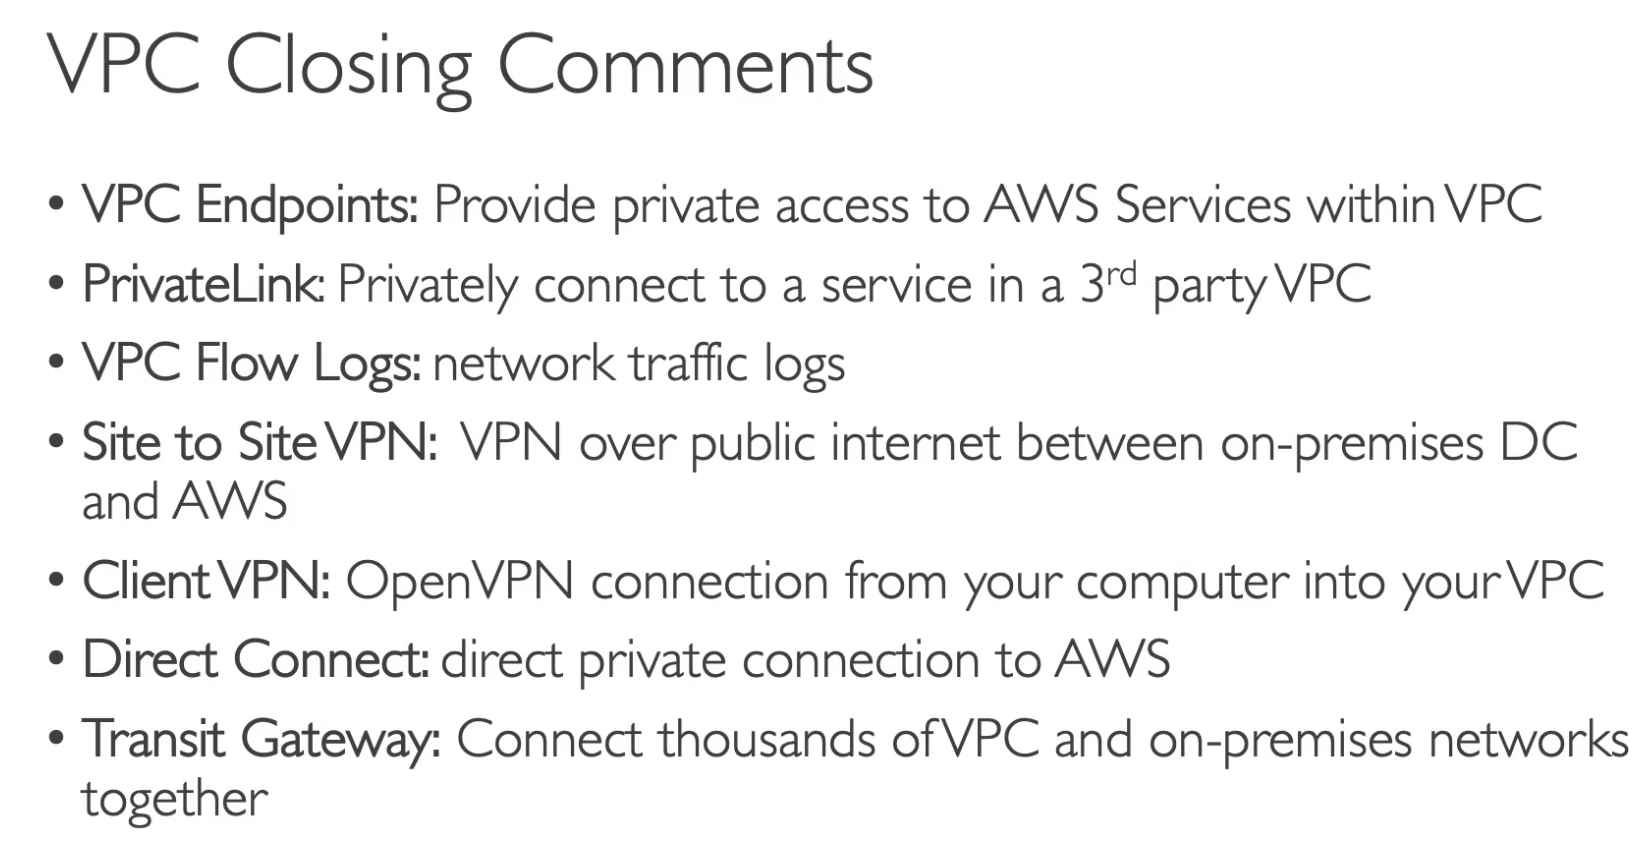 VPC Closing Comments
• VPC Endpoints: Provide private access to AWS Services within VPC
• PrivateLink: Privately connect to a service in a 3rd party VPC
• VPC Flow Logs: network traffic logs
• Site to Site VPN:  VPN over public internet between on-premises DC
and AWS
• Client VPN: OpenVPN connection from your computer into your VPC
• Direct Connect: direct private connection to AWS
• Transit Gateway: Connect thousands of VPC and on-premises networks
together